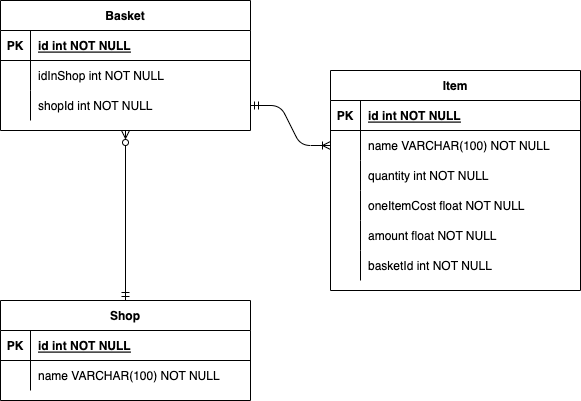 Basket
PK id int NOT NULL
idInShop int NOT NULL
shopId int NOT NULL
Item
PK id int NOT NULL
name VARCHAR(100) NOT NULL
quantity int NOT NULL
oneItemCost float NOT NULL
amount float NOT NULL
basketId int NOT NULL
Shop
PK id int NOT NULL
name VARCHAR(100) NOT NULL